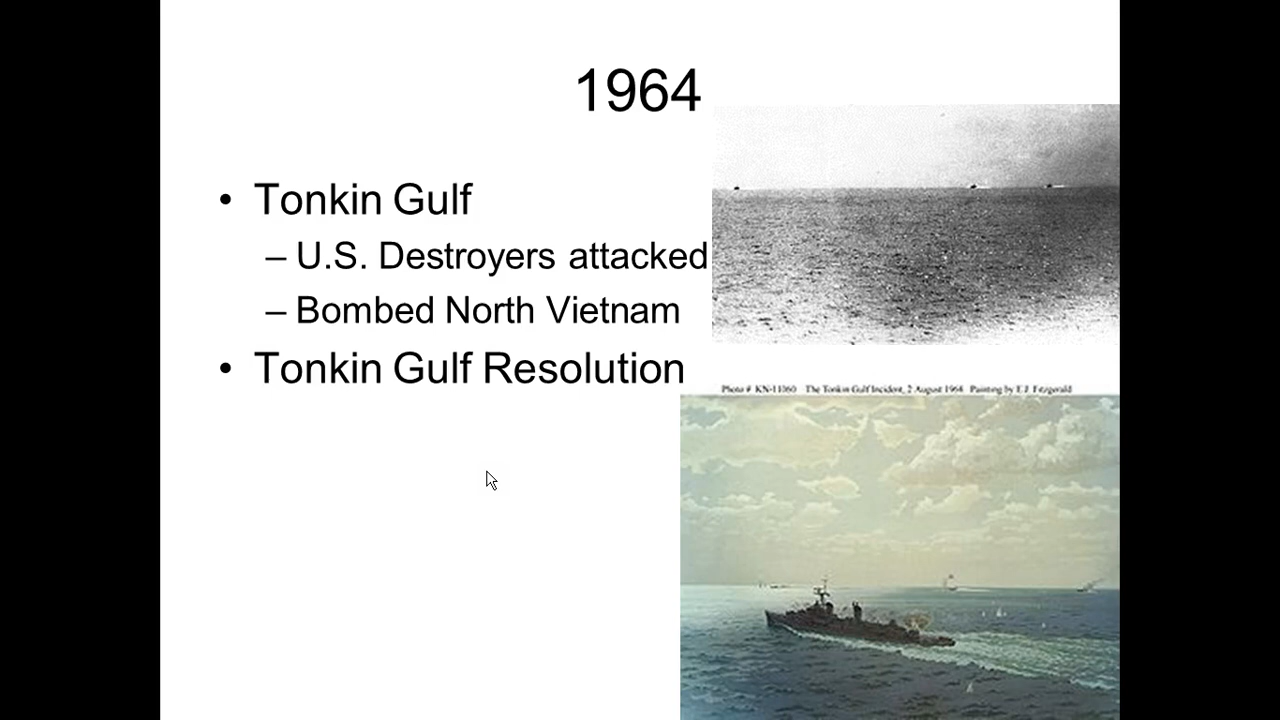 1964
• Tonkin Gulf
– U.S. Destroyers attacked
– Bombed North Vietnam
• Tonkin Gulf Resolution
Photo # KN-11060 The Tonkin Gulf Incident, 2 August 1964. Painting by E.J. Fitzgerald